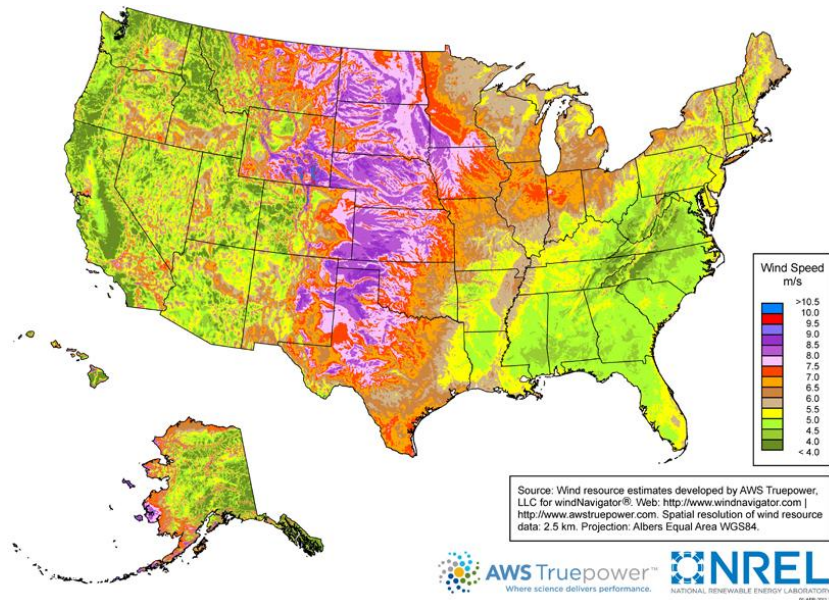 Wind Speed
m/s
>10.5
10.0
9.5
9.0
8.5
8.0
7.5
7.0
6.5
6.0
5.5
5.0
4.5
4.0
< 4.0
Source: Wind resource estimates developed by AWS Truepower,
LLC for windNavigator®. Web: http://www.windnavigator.com |
http://www.awstruepower.com. Spatial resolution of wind resource
data: 2.5 km. Projection: Albers Equal Area WGS84.
AWS Truepower™
Where science delivers performance.
NREL
NATIONAL RENEWABLE ENERGY LABORATORY